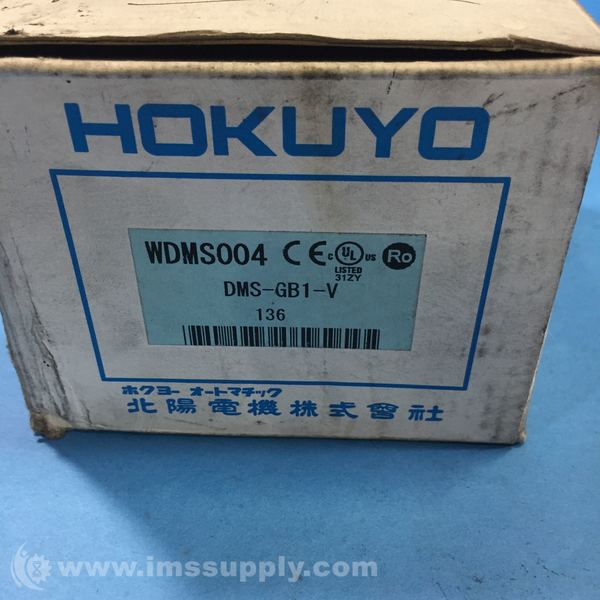 HOKUYO
WDMS004 CE c UL US Ro
LISTED
31ZY
DMS-GB1-V
136
ホクヨー オートマチック
北陽電機株式會社
www.imssupply.com